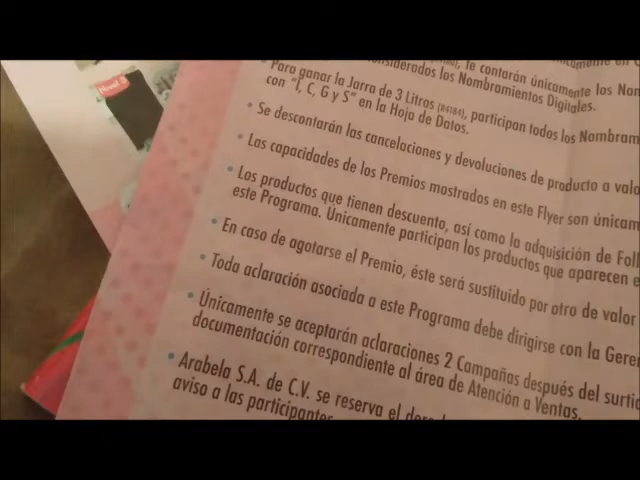 te contarán únicamente los Nom
considerados los Nombramientos Digitales.
Nivel 3
• Para ganar la Jarra de 3 Litros (R4184), participan todos los Nombram
con "I, C, G y S" en la Hoja de Datos.
• Se descontarán las cancelaciones y devoluciones de producto a valo
• Las capacidades de los Premios mostrados en este Flyer son únicam
• Los productos que tienen descuento, así como la adquisición de Foll
este Programa. Únicamente participan los productos que aparecen e
• En caso de agotarse el Premio, éste será sustituido por otro de valor
• Toda aclaración asociada a este Programa debe dirigirse con la Gere
• Únicamente se aceptarán aclaraciones 2 Campañas después del surti
documentación correspondiente al área de Atención a Ventas.
• Arabela S.A. de C.V. se reserva el
aviso a las participantes